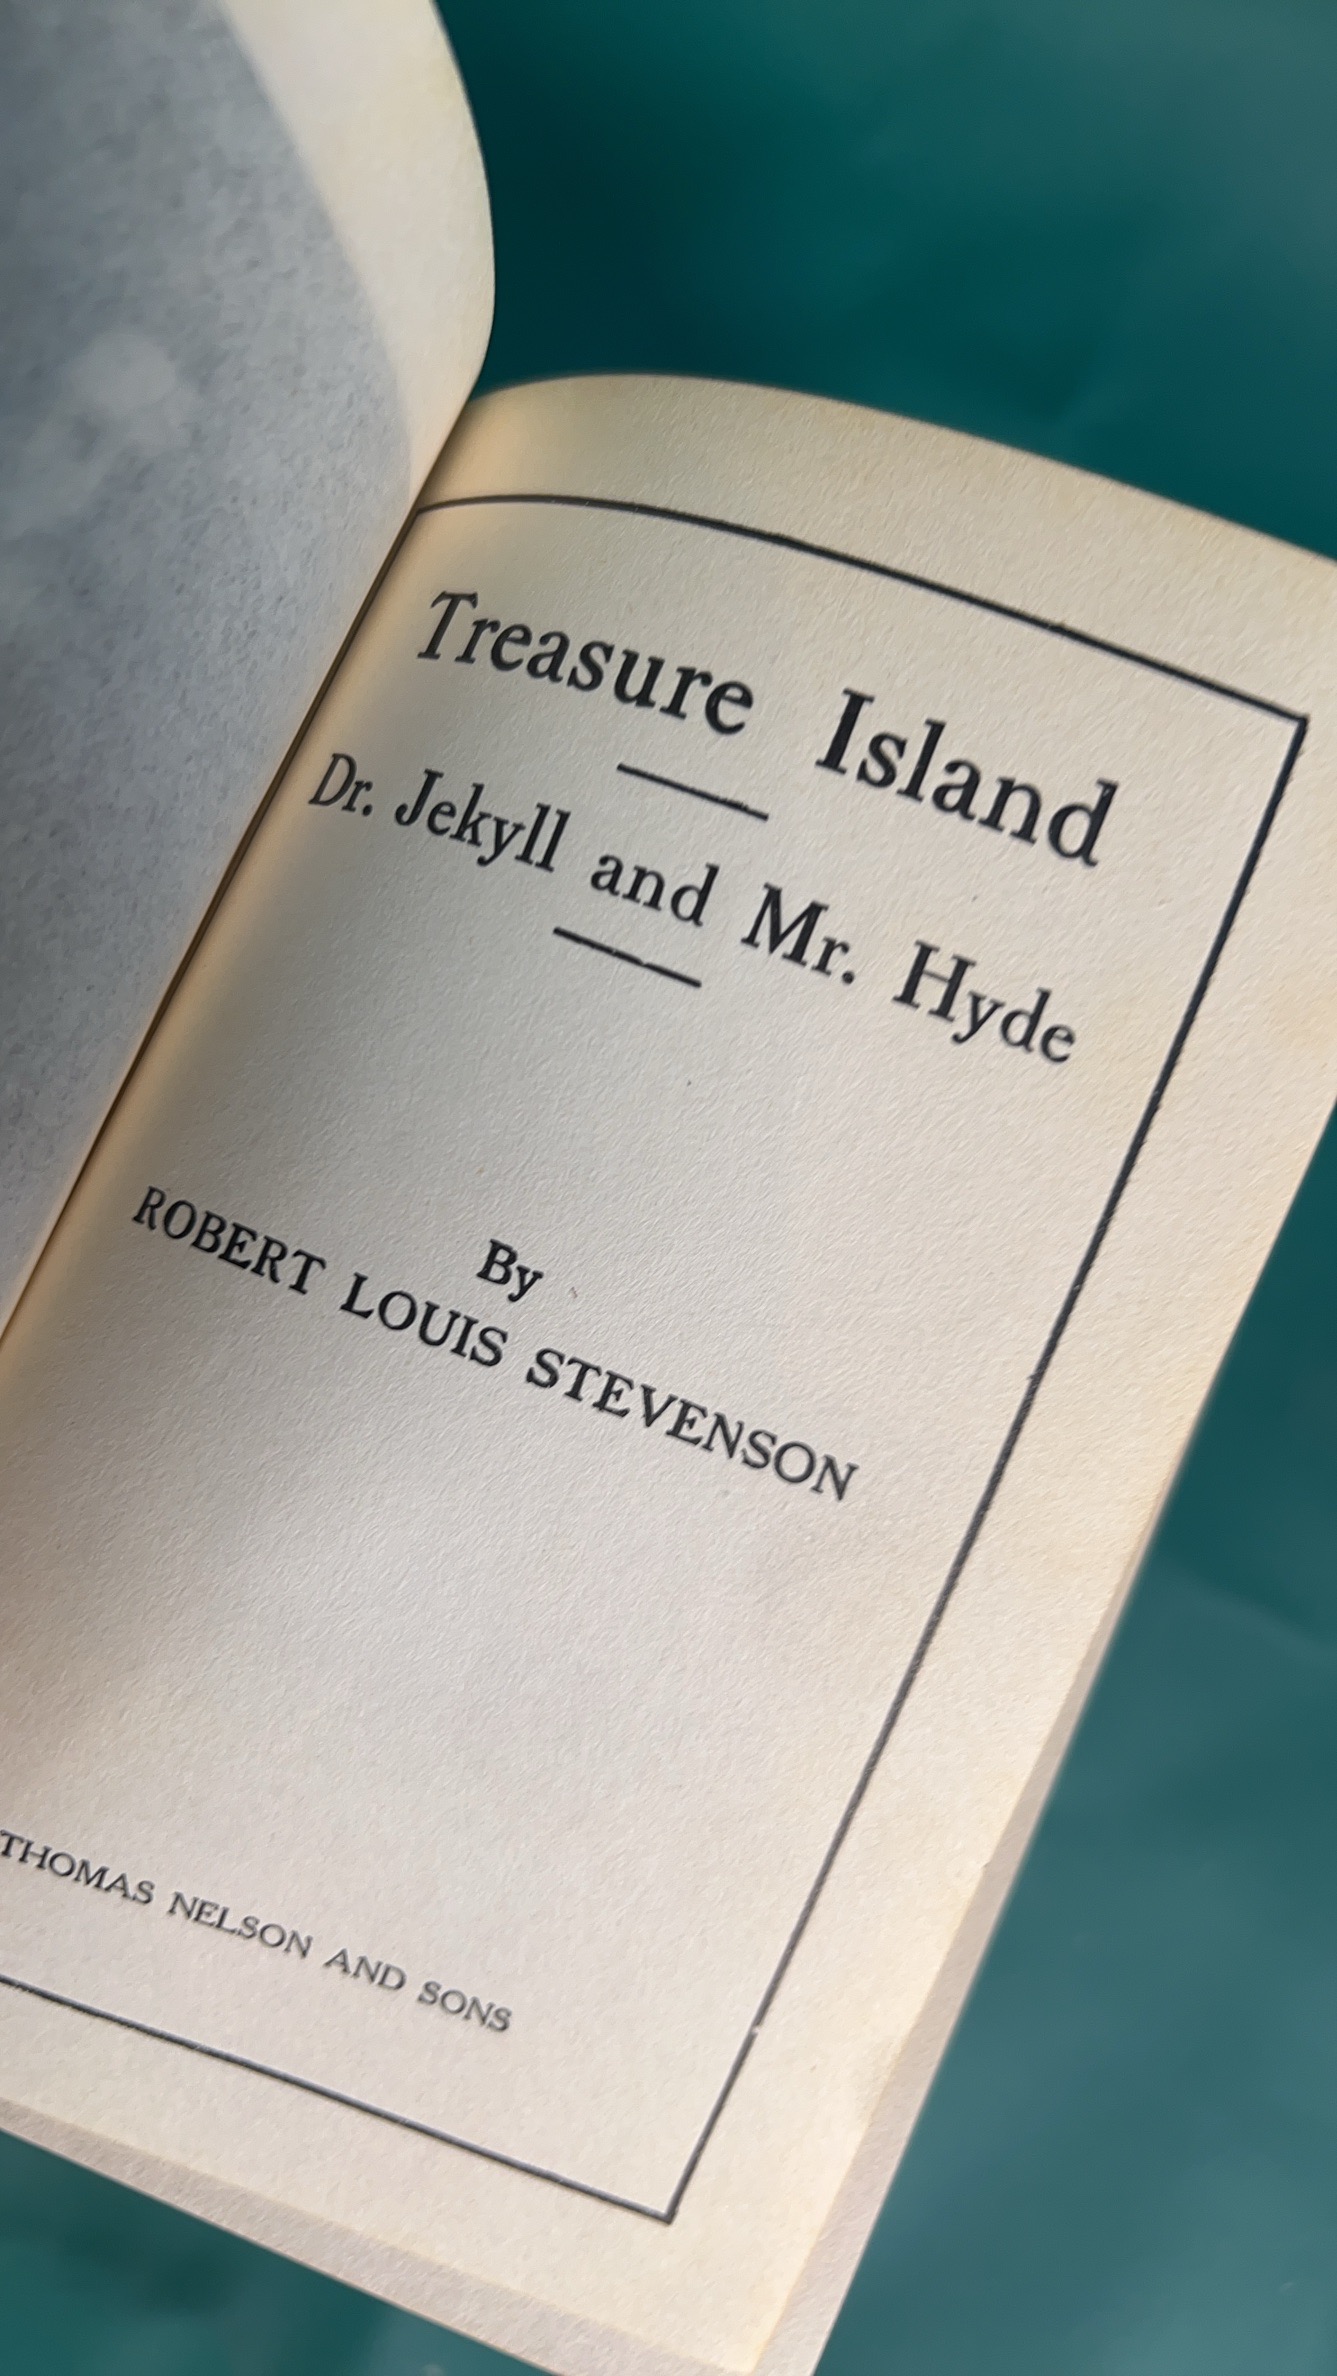 Treasure Island
Dr. Jekyll and Mr. Hyde
By
ROBERT LOUIS STEVENSON
THOMAS NELSON AND SONS